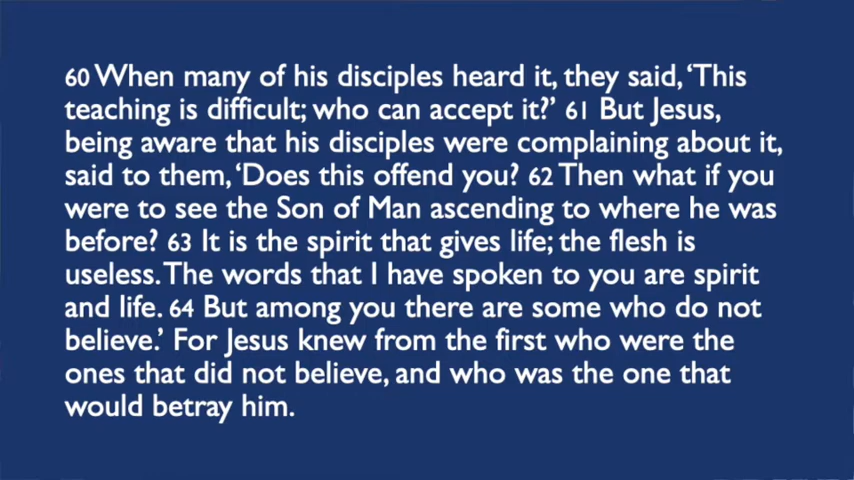 60 When many of his disciples heard it, they said, ‘This
teaching is difficult; who can accept it?’ 61 But Jesus,
being aware that his disciples were complaining about it,
said to them, ‘Does this offend you? 62 Then what if you
were to see the Son of Man ascending to where he was
before? 63 It is the spirit that gives life; the flesh is
useless. The words that I have spoken to you are spirit
and life. 64 But among you there are some who do not
believe.’ For Jesus knew from the first who were the
ones that did not believe, and who was the one that
would betray him.